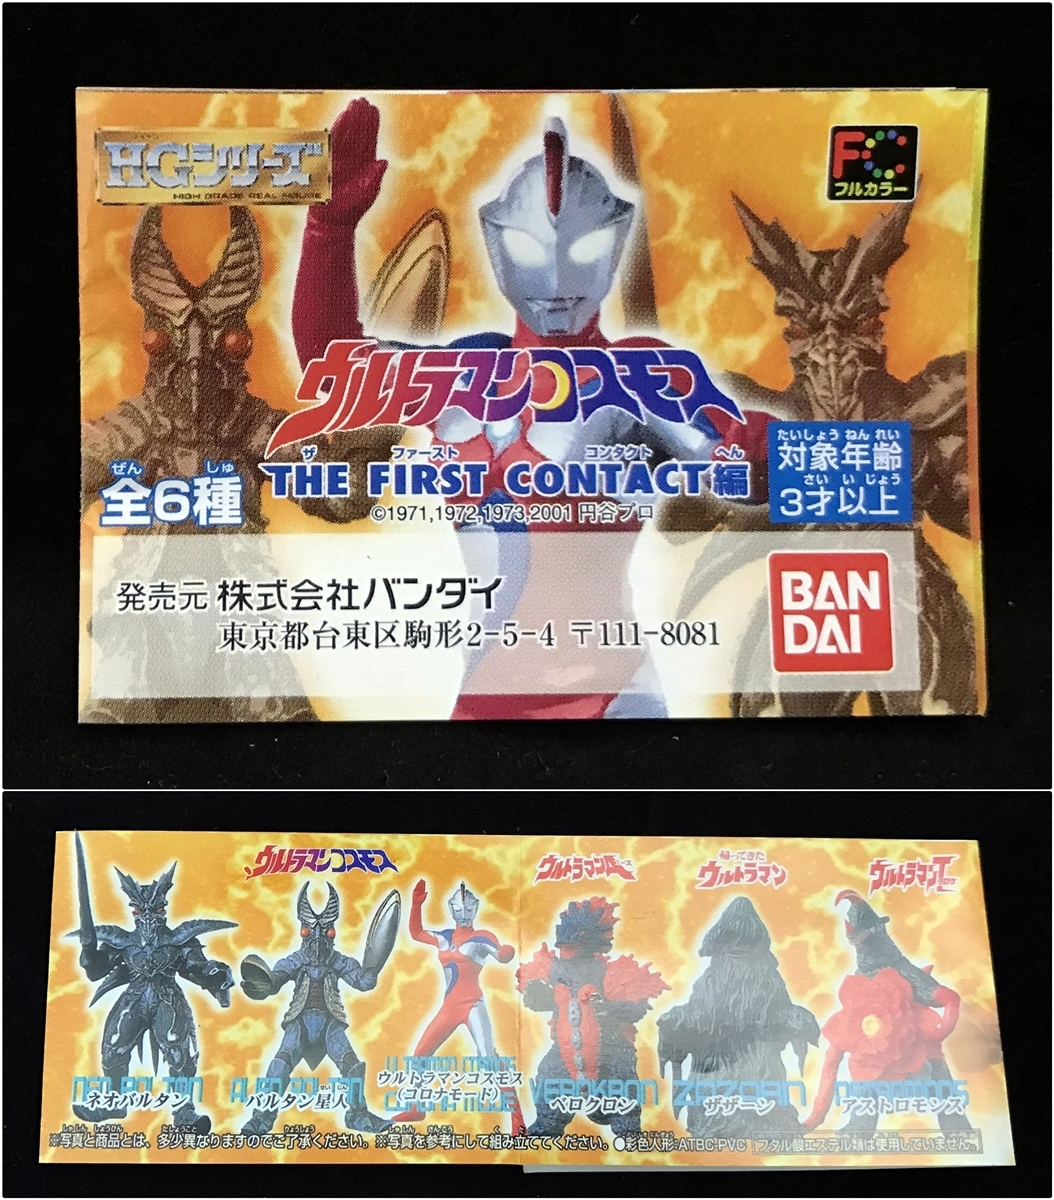 HGシリーズ
HIGH GRADE REAL FIGURE
FC
フルカラー
ウルトラマンコスモス
ザ ファースト コンタクト へん
THE FIRST CONTACT編
©1971,1972,1973,2001 円谷プロ
ぜん しゅ
全6種
たいしょう ねん れい
対象年齢
さい い じょう
3才以上
発売元 株式会社バンダイ
東京都台東区駒形2-5-4 〒111-8081
BAN
DAI
ウルトラマンコスモス
ウルトラマンA
エース
帰ってきた
ウルトラマン
ウルトラマンT
ネオバルタン
せい じん
バルタン星人
ウルトラマンコスモス
(コロナモード)
ベロクロン
ザザーン
アストロモンス
※写真と商品とは、多少異なりますのでご了承ください。※写真を参考にして組み立ててください。●彩色人形:ATBC-PVC フタル酸エステル類は使用していません。